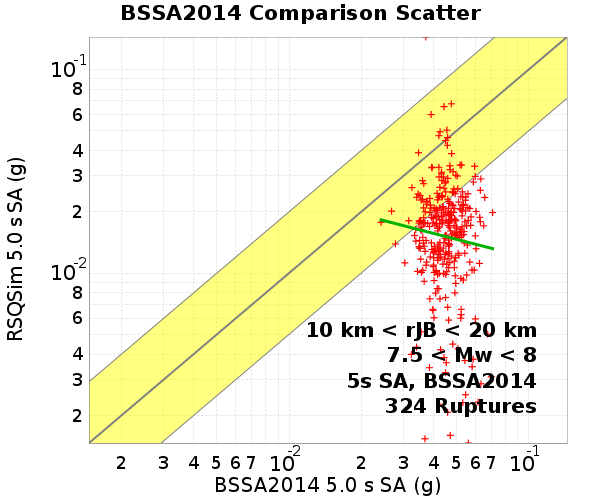 BSSA2014 Comparison Scatter
RSQSim 5.0 s SA (g)
10⁻¹
8
6
4
3
2
10⁻²
8
6
4
3
2
10 km < rJB < 20 km
7.5 < Mw < 8
5s SA, BSSA2014
324 Ruptures
2 3 4 5 6 7 10⁻² 2 3 4 5 6 7 10⁻¹
BSSA2014 5.0 s SA (g)